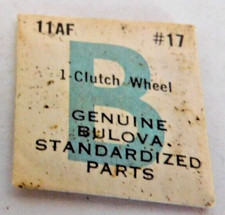 11AF #17
1-Clutch Wheel
B
GENUINE
BULOVA
STANDARDIZED
PARTS